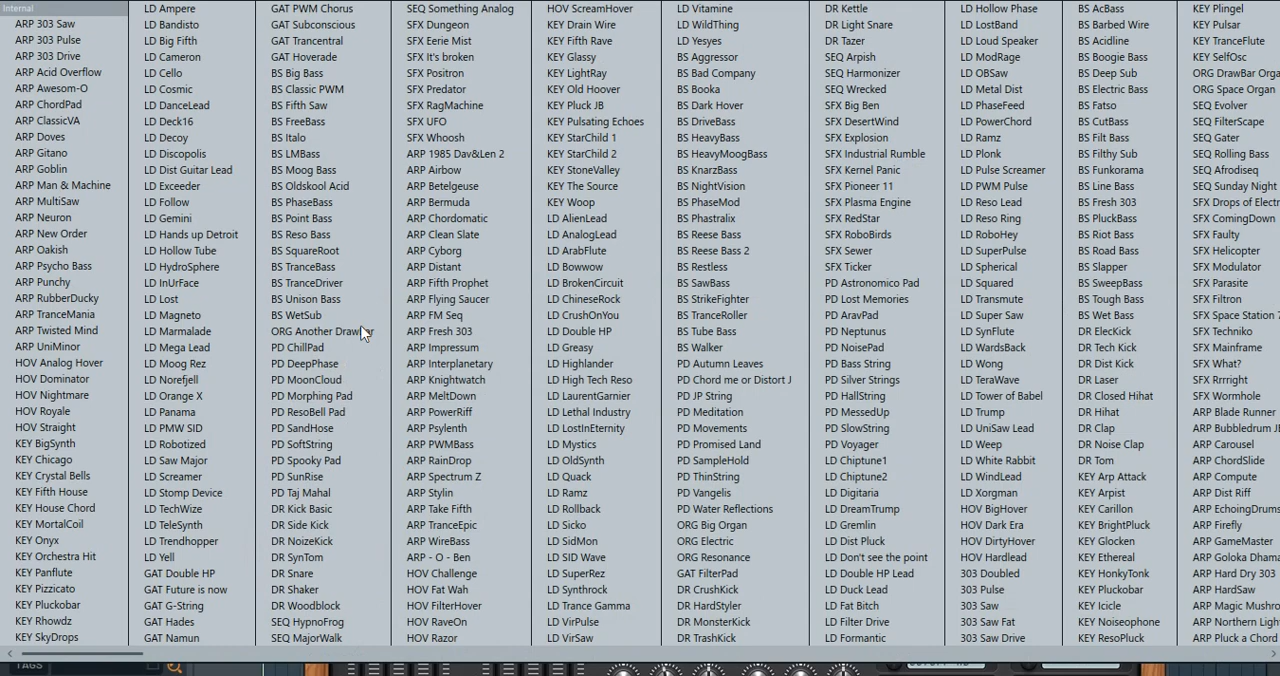 Internal
ARP 303 Saw
ARP 303 Pulse
ARP 303 Drive
ARP Acid Overflow
ARP Awesom-O
ARP ChordPad
ARP ClassicVA
ARP Doves
ARP Gitano
ARP Goblin
ARP Man & Machine
ARP MultiSaw
ARP Neuron
ARP New Order
ARP Oakish
ARP Psycho Bass
ARP Punchy
ARP RubberDucky
ARP TranceMania
ARP Twisted Mind
ARP UniMinor
HOV Analog Hover
HOV Dominator
HOV Nightmare
HOV Royale
HOV Straight
KEY BigSynth
KEY Chicago
KEY Crystal Bells
KEY Fifth House
KEY House Chord
KEY MortalCoil
KEY Onyx
KEY Orchestra Hit
KEY Panflute
KEY Pizzicato
KEY Pluckobar
KEY Rhowdz
KEY SkyDrops
LD Ampere
LD Bandisto
LD Big Fifth
LD Cameron
LD Cello
LD Cosmic
LD DanceLead
LD Deck16
LD Decoy
LD Discopolis
LD Dist Guitar Lead
LD Exceeder
LD Follow
LD Gemini
LD Hands up Detroit
LD Hollow Tube
LD HydroSphere
LD InUrFace
LD Lost
LD Magneto
LD Marmalade
LD Mega Lead
LD Moog Rez
LD Norefjell
LD Orange X
LD Panama
LD PMW SID
LD Robotized
LD Saw Major
LD Screamer
LD Stomp Device
LD TechWize
LD TeleSynth
LD Trendhopper
LD Yell
GAT Double HP
GAT Future is now
GAT G-String
GAT Hades
GAT Namun
GAT PWM Chorus
GAT Subconscious
GAT Trancentral
GAT Hoverade
BS Big Bass
BS Classic PWM
BS Fifth Saw
BS FreeBass
BS Italo
BS LMBass
BS Moog Bass
BS Oldskool Acid
BS PhaseBass
BS Point Bass
BS Reso Bass
BS SquareRoot
BS TranceBass
BS TranceDriver
BS Unison Bass
BS WetSub
ORG Another
PD ChillPad
PD DeepPhase
PD MoonCloud
PD Morphing Pad
PD ResoBell Pad
PD SandHose
PD SoftString
PD Spooky Pad
PD SunRise
PD Taj Mahal
DR Kick Basic
DR Side Kick
DR NoizeKick
DR SynTom
DR Snare
DR Shaker
DR Woodblock
SEQ HypnoFrog
SEQ MajorWalk
SEQ Something Analog
SFX Dungeon
SFX Eerie Mist
SFX It's broken
SFX Positron
SFX Predator
SFX RagMachine
SFX UFO
SFX Whoosh
ARP 1985 Dav&Len 2
ARP Airbow
ARP Betelgeuse
ARP Bermuda
ARP Chordomatic
ARP Clean Slate
ARP Cyborg
ARP Distant
ARP Fifth Prophet
ARP Flying Saucer
ARP FM Seq
ARP Fresh 303
ARP Impressum
ARP Interplanetary
ARP Knightwatch
ARP MeltDown
ARP PowerRiff
ARP Psylenth
ARP PWMBass
ARP RainDrop
ARP Spectrum Z
ARP Stylin
ARP Take Fifth
ARP TranceEpic
ARP WireBass
ARP - O - Ben
HOV Challenge
HOV Fat Wah
HOV FilterHover
HOV RaveOn
HOV Razor
HOV ScreamHover
KEY Drain Wire
KEY Fifth Rave
KEY Glassy
KEY LightRay
KEY Old Hoover
KEY Pluck JB
KEY Pulsating Echoes
KEY StarChild 1
KEY StarChild 2
KEY StoneValley
KEY The Source
KEY Woop
LD AlienLead
LD AnalogLead
LD ArabFlute
LD Bowwow
LD BrokenCircuit
LD ChineseRock
LD CrushOnYou
LD Double HP
LD Greasy
LD Highlander
LD High Tech Reso
LD LaurentGarnier
LD Lethal Industry
LD LostInEternity
LD Mystics
LD OldSynth
LD Quack
LD Ramz
LD Rollback
LD Sicko
LD SidMon
LD SID Wave
LD SuperRez
LD Synthrock
LD Trance Gamma
LD VirPulse
LD VirSaw
LD Vitamine
LD WildThing
LD Yesyes
BS Aggressor
BS Bad Company
BS Booka
BS Dark Hover
BS DriveBass
BS HeavyBass
BS HeavyMoogBass
BS KnarzBass
BS NightVision
BS PhaseMod
BS Phastralix
BS Reese Bass
BS Reese Bass 2
BS Restless
BS SawBass
BS StrikeFighter
BS TranceRoller
BS Tube Bass
BS Walker
PD Autumn Leaves
PD Chord me or Distort J
PD JP String
PD Meditation
PD Movements
PD Promised Land
PD SampleHold
PD ThinString
PD Vangelis
PD Water Reflections
ORG Big Organ
ORG Electric
ORG Resonance
GAT FilterPad
DR CrushKick
DR HardStyler
DR MonsterKick
DR TrashKick
DR Kettle
DR Light Snare
DR Tazer
SEQ Arpish
SEQ Harmonizer
SEQ Wrecked
SFX Big Ben
SFX DesertWind
SFX Explosion
SFX Industrial Rumble
SFX Kernel Panic
SFX Pioneer 11
SFX Plasma Engine
SFX RedStar
SFX RoboBirds
SFX Sewer
SFX Ticker
PD Astronomico Pad
PD Lost Memories
PD AravPad
PD Neptunus
PD NoisePad
PD Bass String
PD Silver Strings
PD HallString
PD MessedUp
PD SlowString
PD Voyager
LD Chiptune1
LD Chiptune2
LD Digitaria
LD DreamTrump
LD Gremlin
LD Dist Pluck
LD Don't see the point
LD Double HP Lead
LD Duck Lead
LD Fat Bitch
LD Filter Drive
LD Formantic
LD Hollow Phase
LD LostBand
LD Loud Speaker
LD ModRage
LD OBSaw
LD Metal Dist
LD PhaseFeed
LD PowerChord
LD Ramz
LD Plonk
LD Pulse Screamer
LD PWM Pulse
LD Reso Lead
LD Reso Ring
LD RoboHey
LD SuperPulse
LD Spherical
LD Squared
LD Transmute
LD Super Saw
LD SynFlute
LD WardsBack
LD Wong
LD TeraWave
LD Tower of Babel
LD Trump
LD UniSaw Lead
LD Weep
LD White Rabbit
LD WindLead
LD Xorgman
HOV BigHover
HOV Dark Era
HOV DirtyHover
HOV Hardlead
303 Doubled
303 Pulse
303 Saw
303 Saw Fat
303 Saw Drive
BS AcBass
BS Barbed Wire
BS Acidline
BS Boogie Bass
BS Deep Sub
BS Electric Bass
BS Fatso
BS CutBass
BS Filt Bass
BS Filthy Sub
BS Funkorama
BS Line Bass
BS Fresh 303
BS PluckBass
BS Riot Bass
BS Road Bass
BS Slapper
BS SweepBass
BS Tough Bass
BS Wet Bass
DR ElecKick
DR Tech Kick
DR Dist Kick
DR Laser
DR Closed Hihat
DR Hihat
DR Clap
DR Noise Clap
DR Tom
KEY Arp Attack
KEY Arpist
KEY Carillon
KEY BrightPluck
KEY Glocken
KEY Ethereal
KEY HonkyTonk
KEY Pluckobar
KEY Icicle
KEY Noiseophone
KEY ResoPluck
KEY Plingel
KEY Pulsar
KEY TranceFlute
KEY SelfOsc
ORG DrawBar Orga
ORG Space Organ
SEQ Evolver
SEQ FilterScape
SEQ Gater
SEQ Rolling Bass
SEQ Afrodiseq
SEQ Sunday Night
SFX Drops of Electr
SFX ComingDown
SFX Faulty
SFX Helicopter
SFX Modulator
SFX Parasite
SFX Filtron
SFX Space Station 7
SFX Techniko
SFX Mainframe
SFX What?
SFX Rrrright
SFX Wormhole
ARP Blade Runner
ARP Bubbledrum JB
ARP Carousel
ARP ChordSlide
ARP Compute
ARP Dist Riff
ARP EchoingDrums
ARP Firefly
ARP GameMaster
ARP Goloka Dham
ARP Hard Dry 303
ARP HardSaw
ARP Magic Mushro
ARP Northern Ligh
ARP Pluck a Chord
TAGS